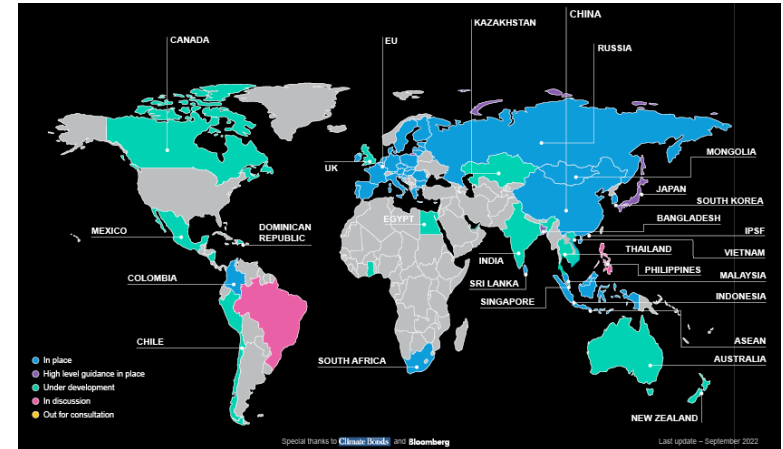 CANADA
EU
KAZAKHSTAN
CHINA
RUSSIA
UK
MONGOLIA
JAPAN
SOUTH KOREA
BANGLADESH
MEXICO
DOMINICAN
REPUBLIC
EGYPT
IPSF
INDIA
THAILAND
VIETNAM
COLOMBIA
SRI LANKA
PHILIPPINES
MALAYSIA
SINGAPORE
INDONESIA
CHILE
SOUTH AFRICA
ASEAN
AUSTRALIA
NEW ZEALAND
In place
High level guidance in place
Under development
In discussion
Out for consultation
Special thanks to Climate Bonds and Bloomberg
Last update – September 2022